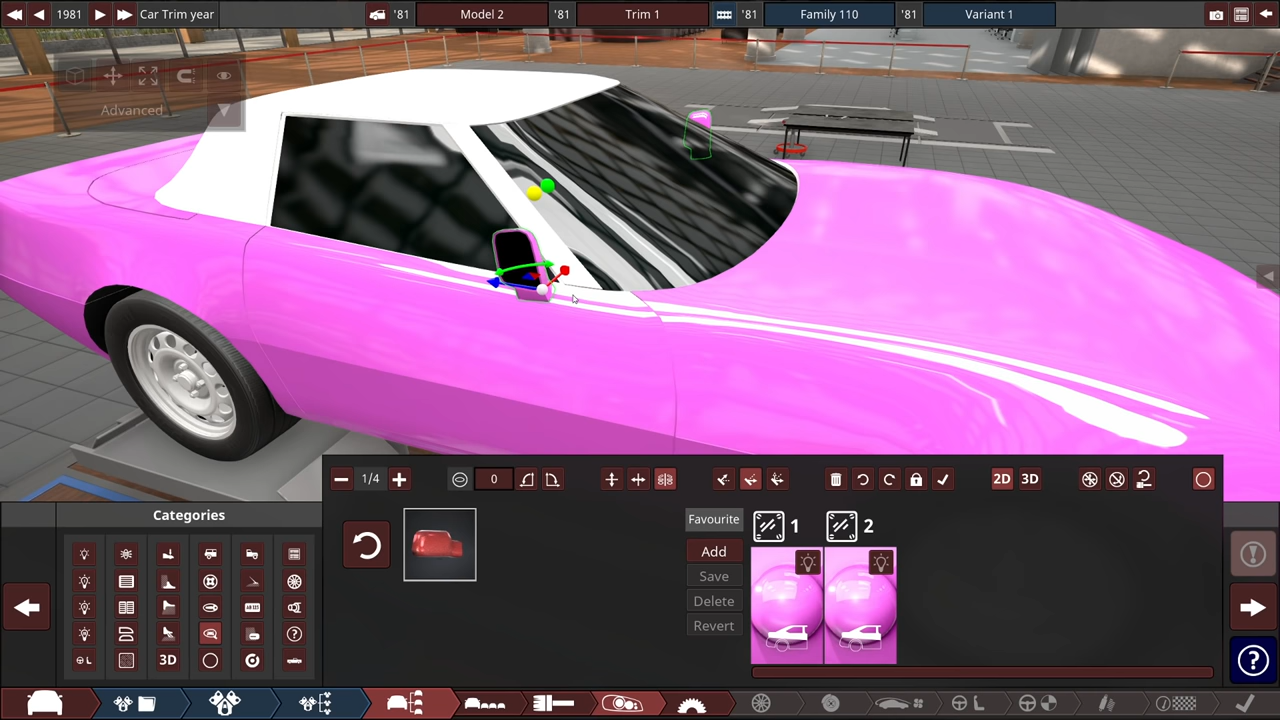 1981 Car Trim year '81 Model 2 '81 Trim 1 '81 Family 110 '81 Variant 1
Advanced
1/4 0 2D 3D
Categories
Favourite 1 2
Add
Save
Delete
Revert
L 3D ? ?